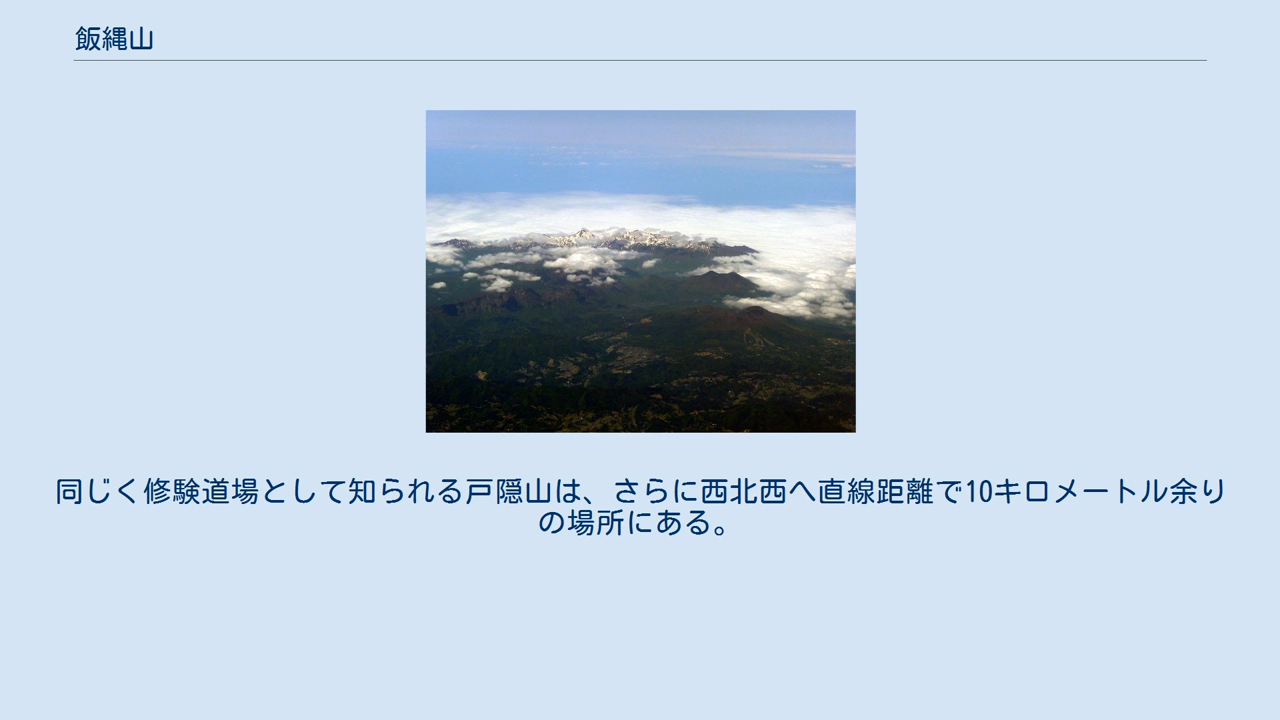 飯縄山
同じく修験道場として知られる戸隠山は、さらに西北西へ直線距離で10キロメートル余り
の場所にある。